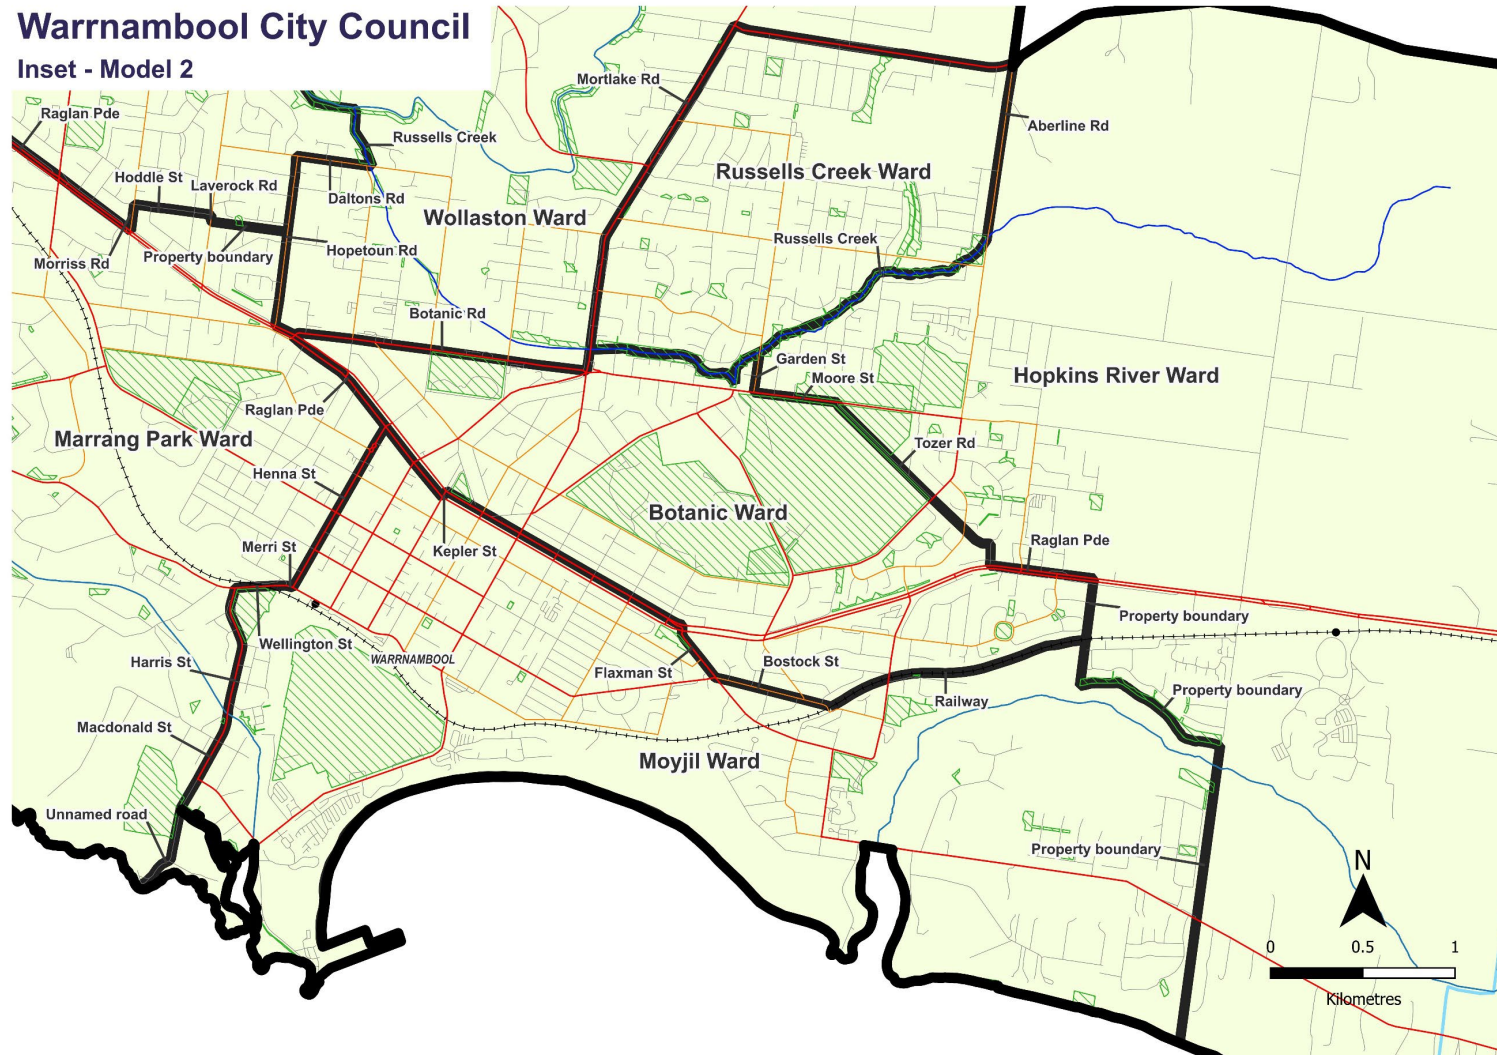 Warrnambool City Council
Inset - Model 2
Mortlake Rd
Raglan Pde
Aberline Rd
Russells Creek
Russells Creek Ward
Hoddle St
Laverock Rd
Daltons Rd
Wollaston Ward
Russells Creek
Hopetoun Rd
Property boundary
Morriss Rd
Botanic Rd
Garden St
Moore St
Hopkins River Ward
Raglan Pde
Marrang Park Ward
Tozer Rd
Henna St
Botanic Ward
Raglan Pde
Merri St
Kepler St
Property boundary
Wellington St
WARRNAMBOOL
Harris St
Bostock St
Flaxman St
Property boundary
Railway
Macdonald St
Moyjil Ward
Unnamed road
Property boundary
N
0 0.5 1
Kilometres